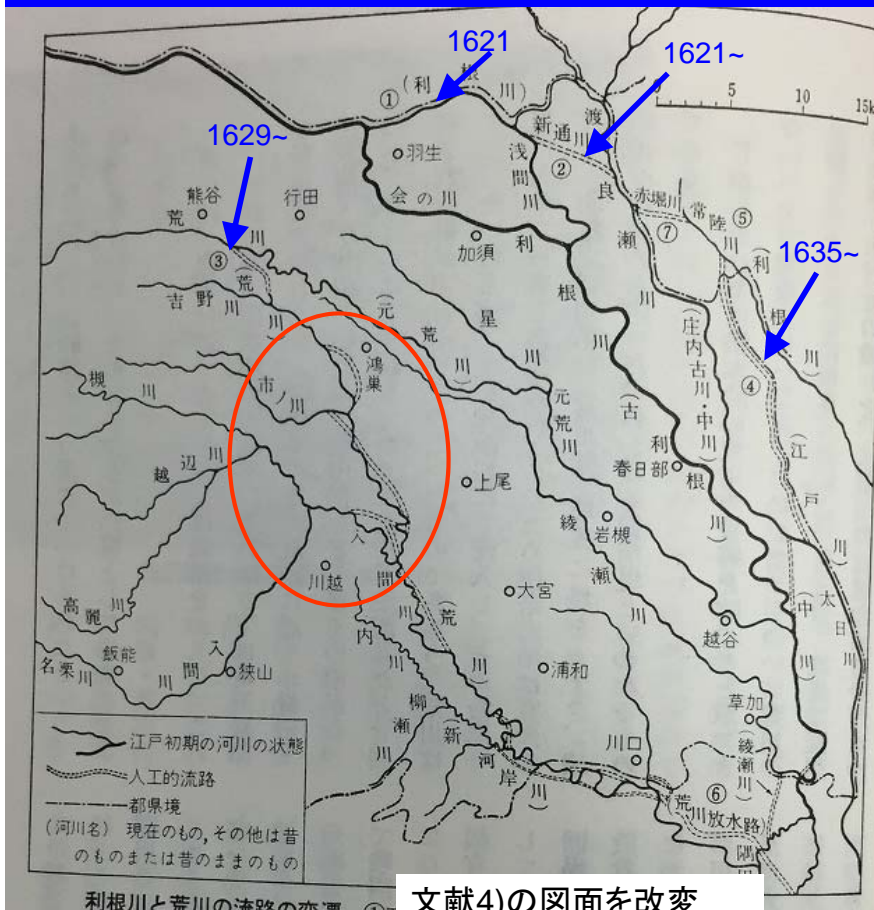 1621
1621~
1629~
1635~
① (利根川)
渡良瀬川
0 5 10 15k
新通川
②
浅間川
羽生
会の川
熊谷
行田
荒川
③
(荒川)
吉野川
加須
利根川
赤堀川
⑦
常陸川
⑤
(利根川)
(元荒川)
星川
元荒川
鴻巣
市ノ川
槻川
越辺川
(古利根川)
(庄内古川・中川)
④
(江戸川)
太日川
春日部
上尾
岩槻
綾瀬川
川越
入間川
(荒川)
大宮
越谷
(中川)
高麗川
飯能
名栗川
入間川
狭山
内川
柳瀬川
(新河岸川)
浦和
川口
草加
(綾瀬川)
⑥
荒川放水路)
隅
江戸初期の河川の状態
人工的流路
都県境
(河川名) 現在のもの,その他は昔
のものまたは昔のままのもの
利根川と荒川の流路の変遷
文献4)の図面を改変